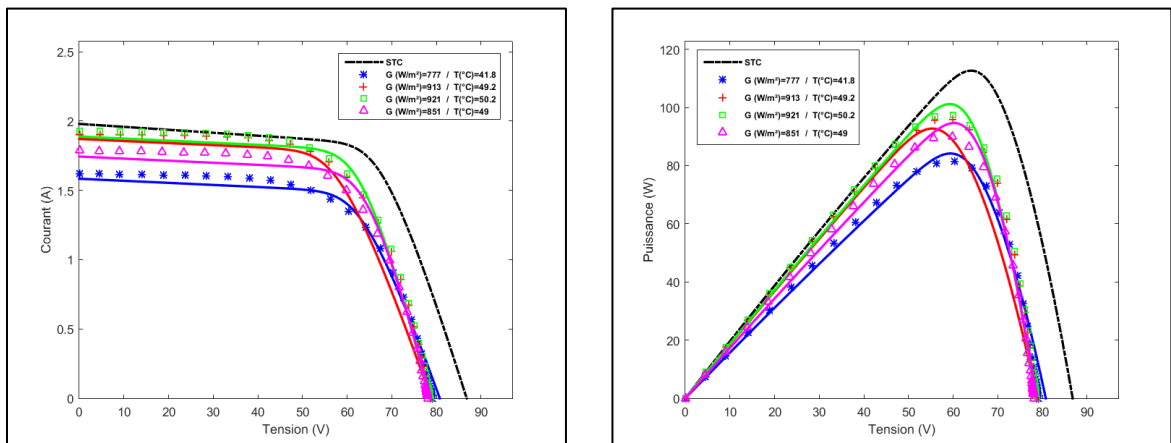 2.5
2
1.5
1
0.5
0
Courant (A)
0 10 20 30 40 50 60 70 80 90
Tension (V)
STC
G (W/m²)=777 / T(°C)=41.8
G (W/m²)=913 / T(°C)=49.2
G (W/m²)=921 / T(°C)=50.2
G (W/m²)=851 / T(°C)=49
120
100
80
60
40
20
0
Puissance (W)
0 10 20 30 40 50 60 70 80 90
Tension (V)
STC
G (W/m²)=777 / T(°C)=41.8
G (W/m²)=913 / T(°C)=49.2
G (W/m²)=921 / T(°C)=50.2
G (W/m²)=851 / T(°C)=49